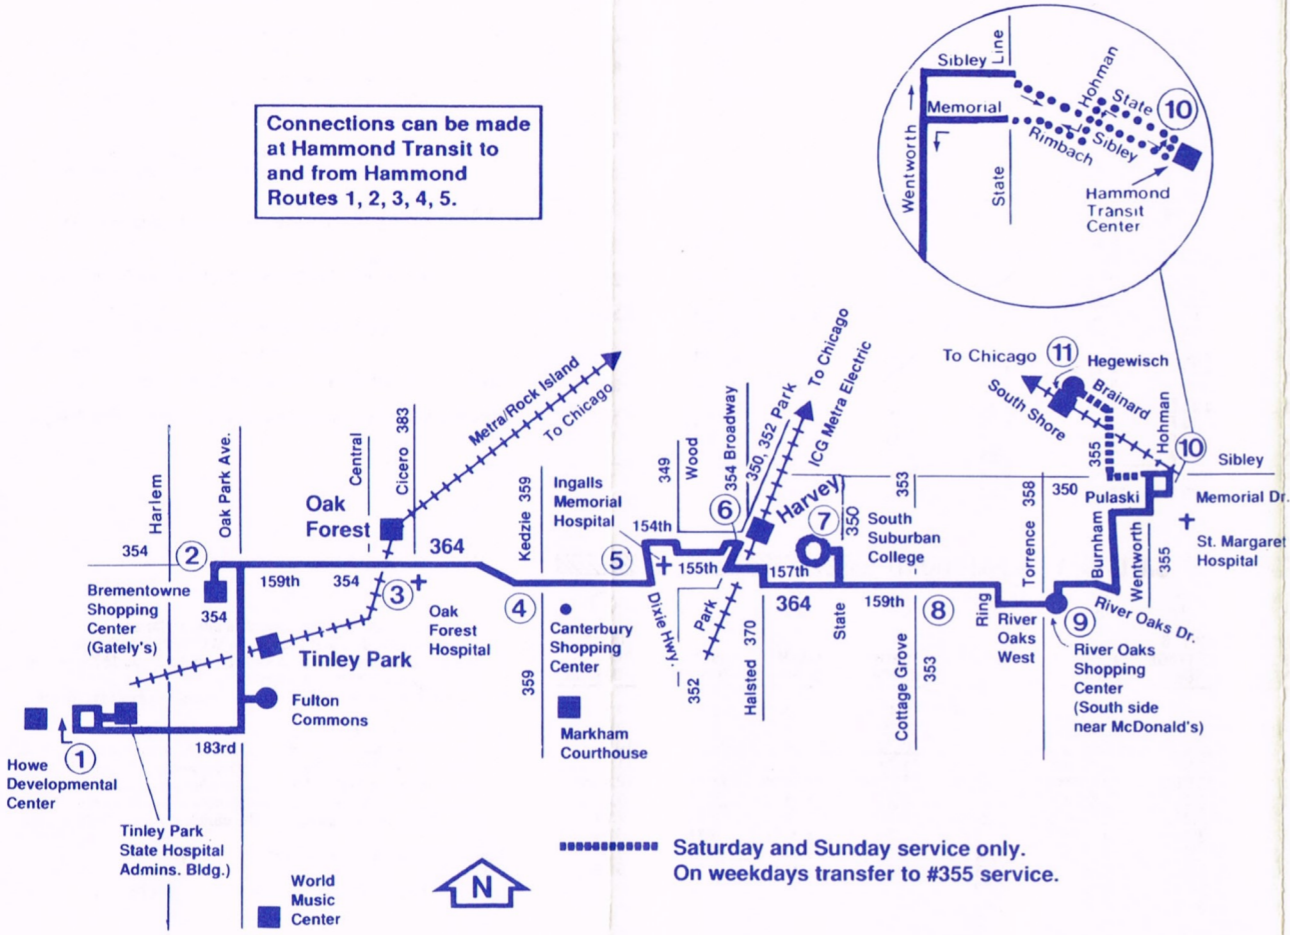 Connections can be made
at Hammond Transit to
and from Hammond
Routes 1, 2, 3, 4, 5.
Sibley
Line
Hohman
State
10
Memorial
Rimbach
Sibley
Wentworth
State
Hammond
Transit
Center
To Chicago
11
Hegewisch
Brainard
South Shore
Hohman
355
10
Sibley
350
Pulaski
Memorial Dr.
St. Margaret
Hospital
Burnham
Wentworth
355
River Oaks Dr.
Metra/Rock Island
To Chicago
To Chicago
ICG Metra Electric
350, 352 Park
354 Broadway
Harlem
Oak Park Ave.
Central
Cicero 383
Oak
Forest
364
Kedzie 359
Ingalls
Memorial
Hospital
349
Wood
6
Harvey
7
350
353
South
Suburban
College
358
Torrence
354
2
Brementowne
Shopping
Center
(Gately's)
354
159th
354
3
Oak
Forest
Hospital
4
5
154th
155th
157th
364
159th
8
Ring
River
Oaks
West
9
River Oaks
Shopping
Center
(South side
near McDonald's)
Canterbury
Shopping
Center
359
Markham
Courthouse
Dixie Hwy.
352
Park
Halsted 370
State
Cottage Grove
353
Tinley Park
Fulton
Commons
183rd
1
Howe
Developmental
Center
Tinley Park
State Hospital
Admins. Bldg.)
World
Music
Center
N
Saturday and Sunday service only.
On weekdays transfer to #355 service.